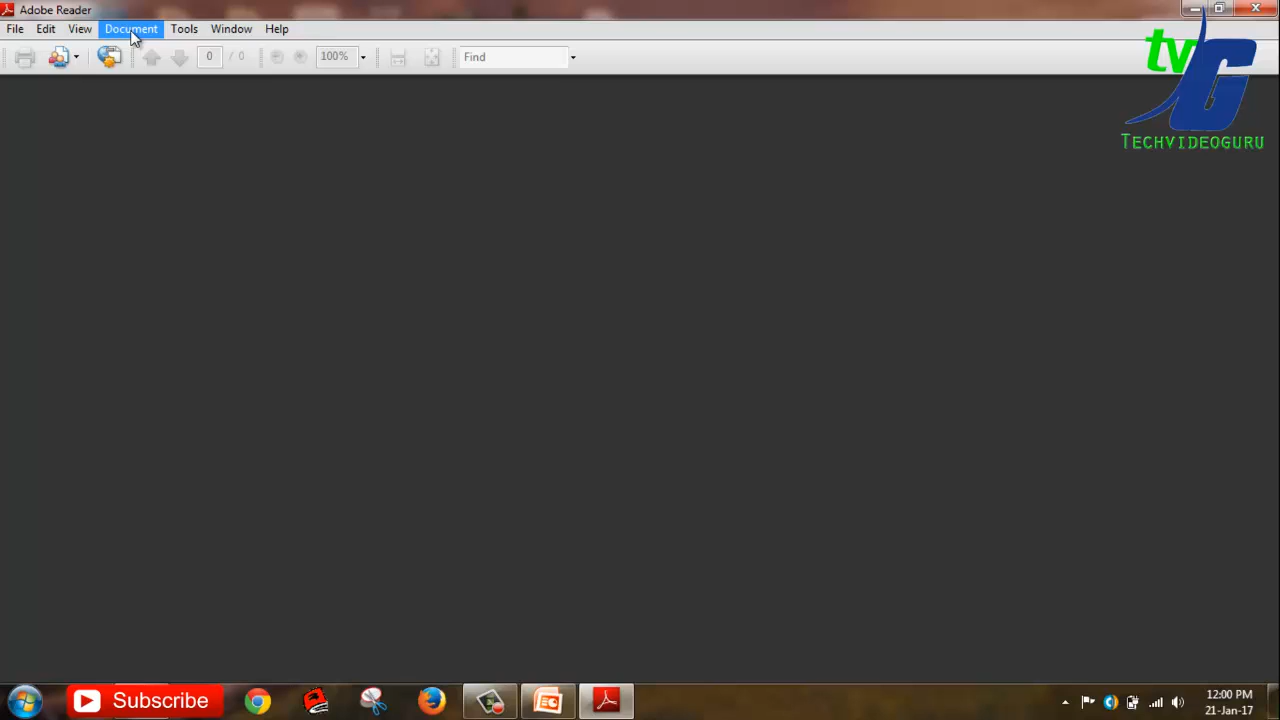 Adobe Reader
File Edit View Document Tools Window Help
0 / 0 100% Find
tv G
TECHVIDEOGURU
Subscribe
12:00 PM
21-Jan-17